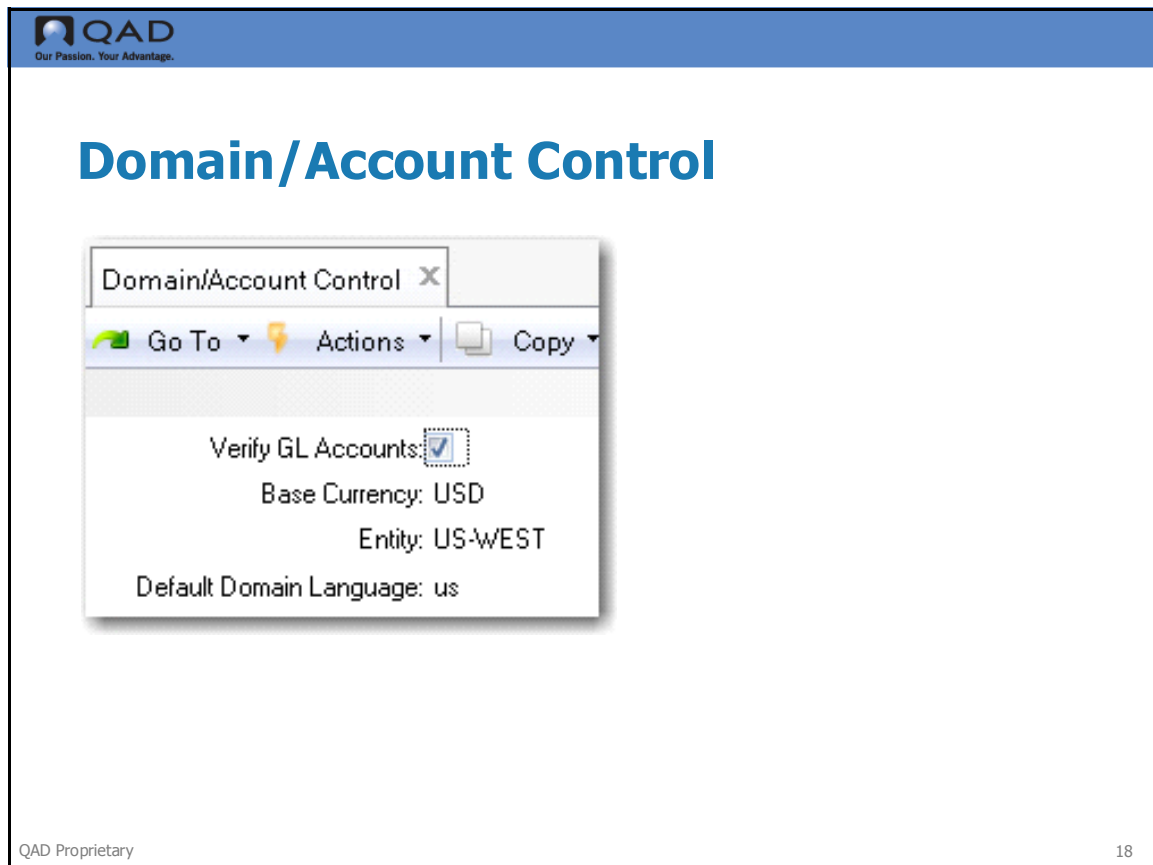 QAD
Our Passion. Your Advantage.
Domain/Account Control
Domain/Account Control
Go To Actions Copy
Verify GL Accounts:
Base Currency: USD
Entity: US-WEST
Default Domain Language: us
QAD Proprietary 18